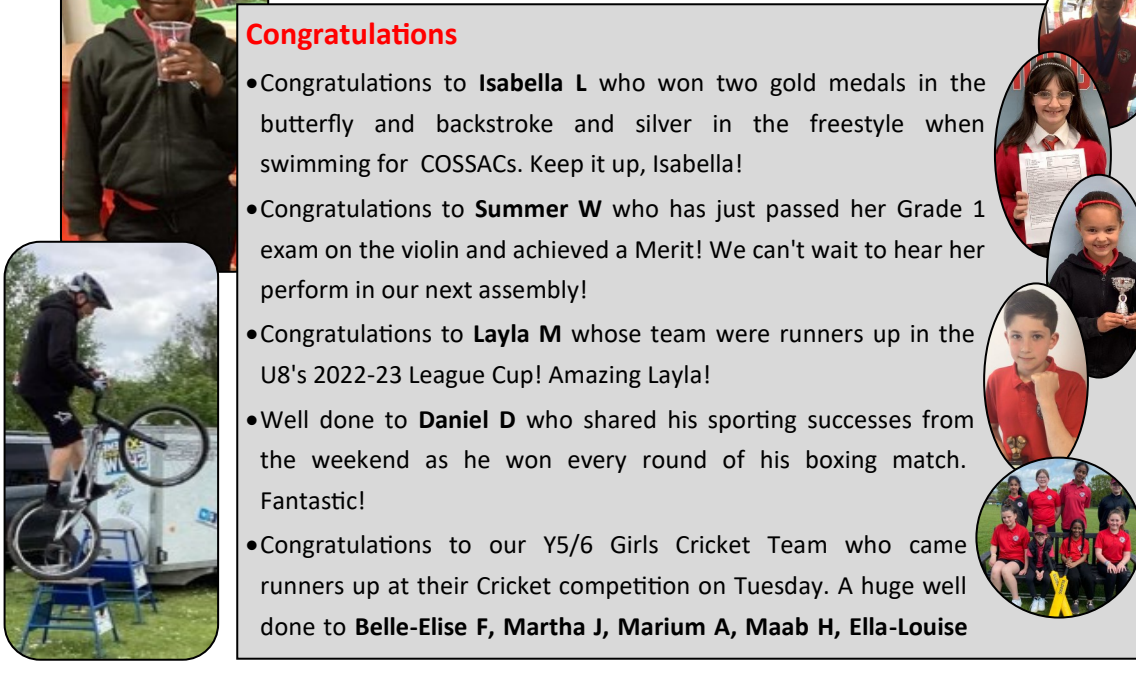 Congratulations
•Congratulations to Isabella L who won two gold medals in the
butterfly and backstroke and silver in the freestyle when
swimming for COSSACs. Keep it up, Isabella!
•Congratulations to Summer W who has just passed her Grade 1
exam on the violin and achieved a Merit! We can't wait to hear her
perform in our next assembly!
•Congratulations to Layla M whose team were runners up in the
U8's 2022-23 League Cup! Amazing Layla!
•Well done to Daniel D who shared his sporting successes from
the weekend as he won every round of his boxing match.
Fantastic!
•Congratulations to our Y5/6 Girls Cricket Team who came
runners up at their Cricket competition on Tuesday. A huge well
done to Belle-Elise F, Martha J, Marium A, Maab H, Ella-Louise